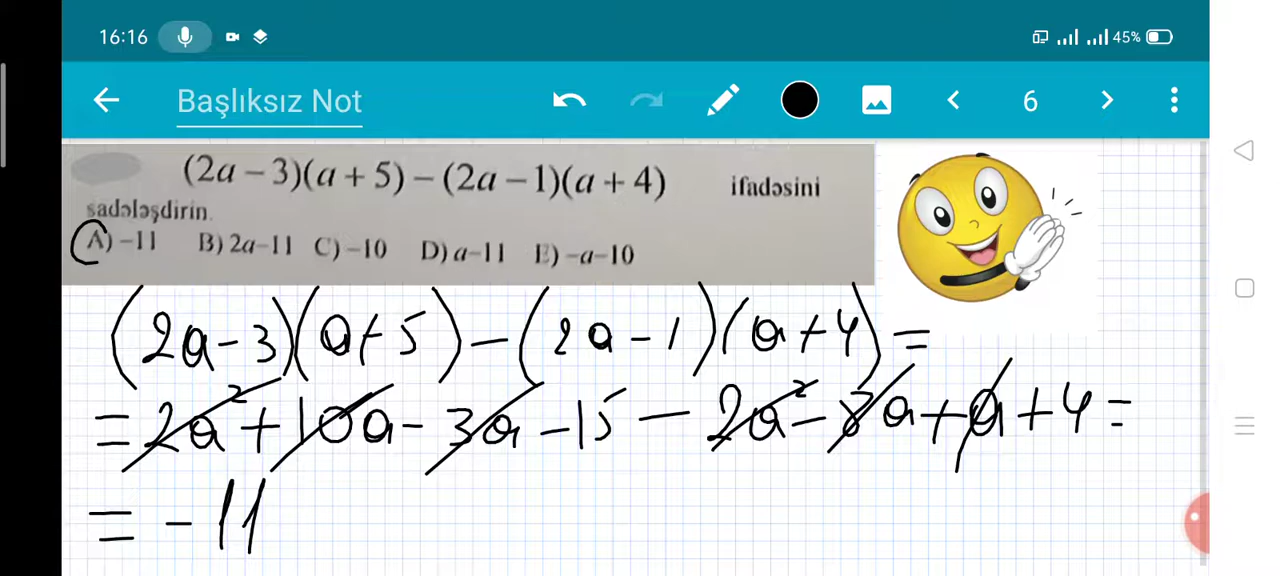 16:16 45%
Başlıksız Not 6
(2a − 3)(a + 5) − (2a − 1)(a + 4) ifadəsini
sadələşdirin.
A) −11 B) 2a−11 C) −10 D) a−11 E) −a−10
(2a − 3)(a + 5) − (2a − 1)(a + 4) =
= 2a² + 10a − 3a − 15 − 2a² − 8a + a + 4 =
= − 11